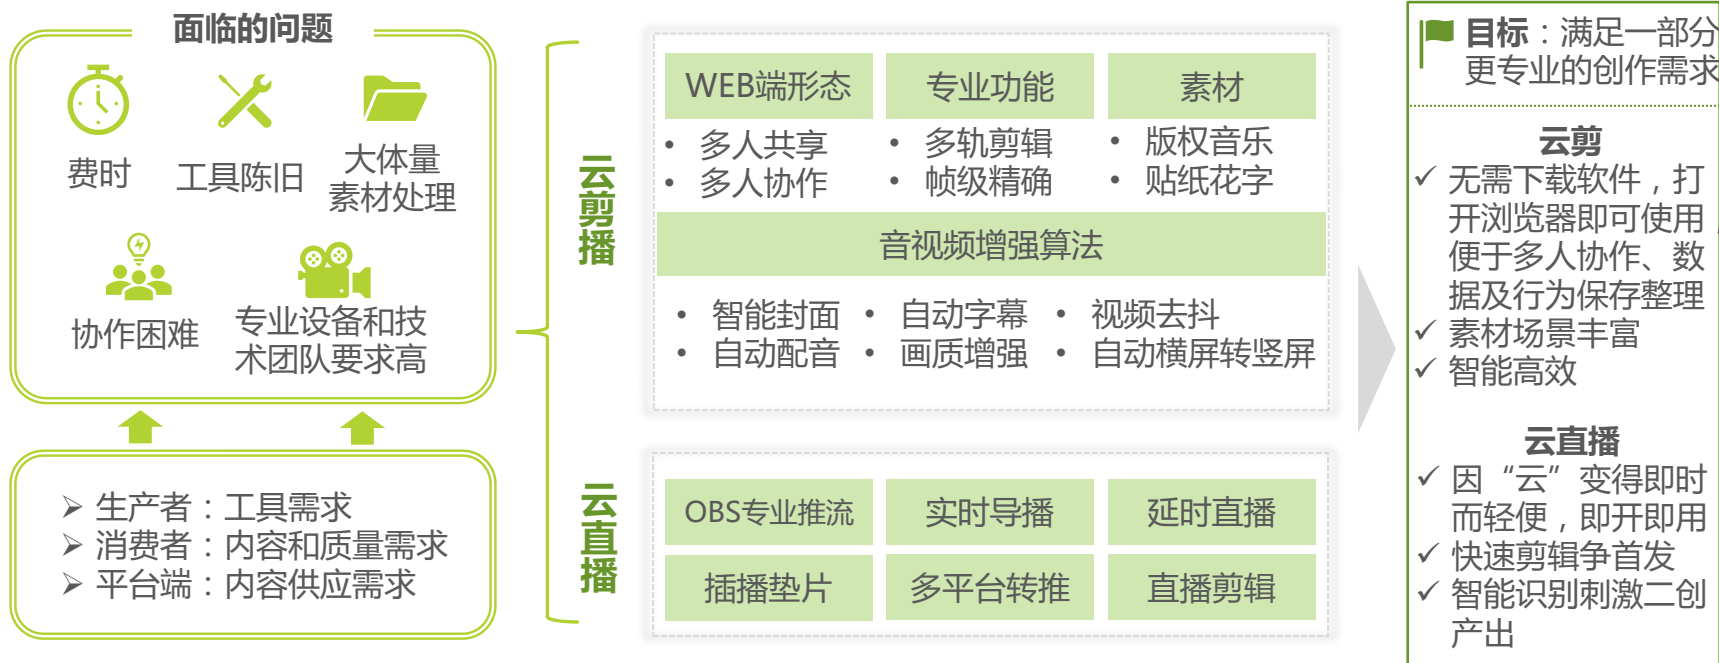 面临的问题
费时
工具陈旧
大体量
素材处理
协作困难
专业设备和技
术团队要求高
➢ 生产者：工具需求
➢ 消费者：内容和质量需求
➢ 平台端：内容供应需求
云剪播
WEB端形态
• 多人共享
• 多人协作
专业功能
• 多轨剪辑
• 帧级精确
素材
• 版权音乐
• 贴纸花字
音视频增强算法
• 智能封面
• 自动配音
• 自动字幕
• 画质增强
• 视频去抖
• 自动横屏转竖屏
云直播
OBS专业推流
实时导播
延时直播
插播垫片
多平台转推
直播剪辑
目标：满足一部分
更专业的创作需求
云剪
✓ 无需下载软件，打
开浏览器即可使用，
便于多人协作、数
据及行为保存整理
✓ 素材场景丰富
✓ 智能高效
云直播
✓ 因“云”变得即时
而轻便，即开即用
✓ 快速剪辑争首发
✓ 智能识别刺激二创
产出